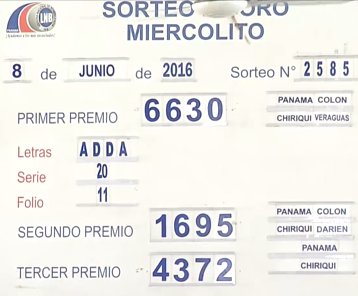 SORTEO ORO
MIERCOLITO
LNB
8 de JUNIO de 2016 Sorteo Nº 2585
PRIMER PREMIO 6630 PANAMA COLON
CHIRIQUI VERAGUAS
Letras ADDA
Serie 20
Folio 11
SEGUNDO PREMIO 1695 PANAMA COLON
CHIRIQUI DARIEN
TERCER PREMIO 4372 PANAMA
CHIRIQUI